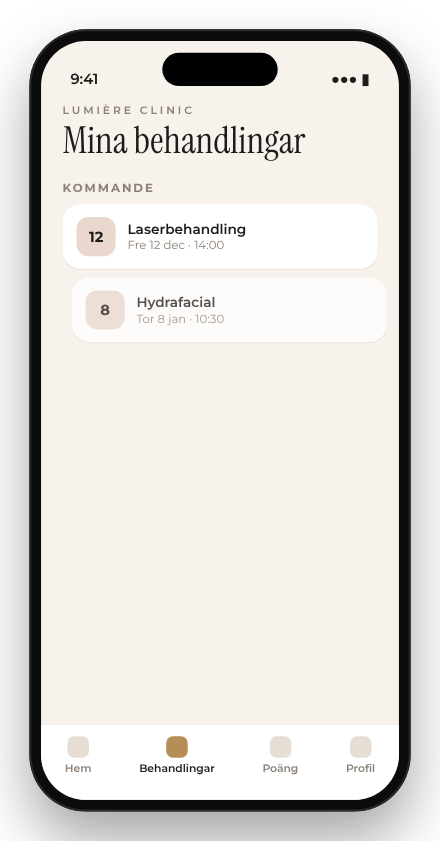 9:41
LUMIÈRE CLINIC
Mina behandlingar
KOMMANDE
12
Laserbehandling
Fre 12 dec · 14:00
8
Hydrafacial
Tor 8 jan · 10:30
Hem Behandlingar Poäng Profil